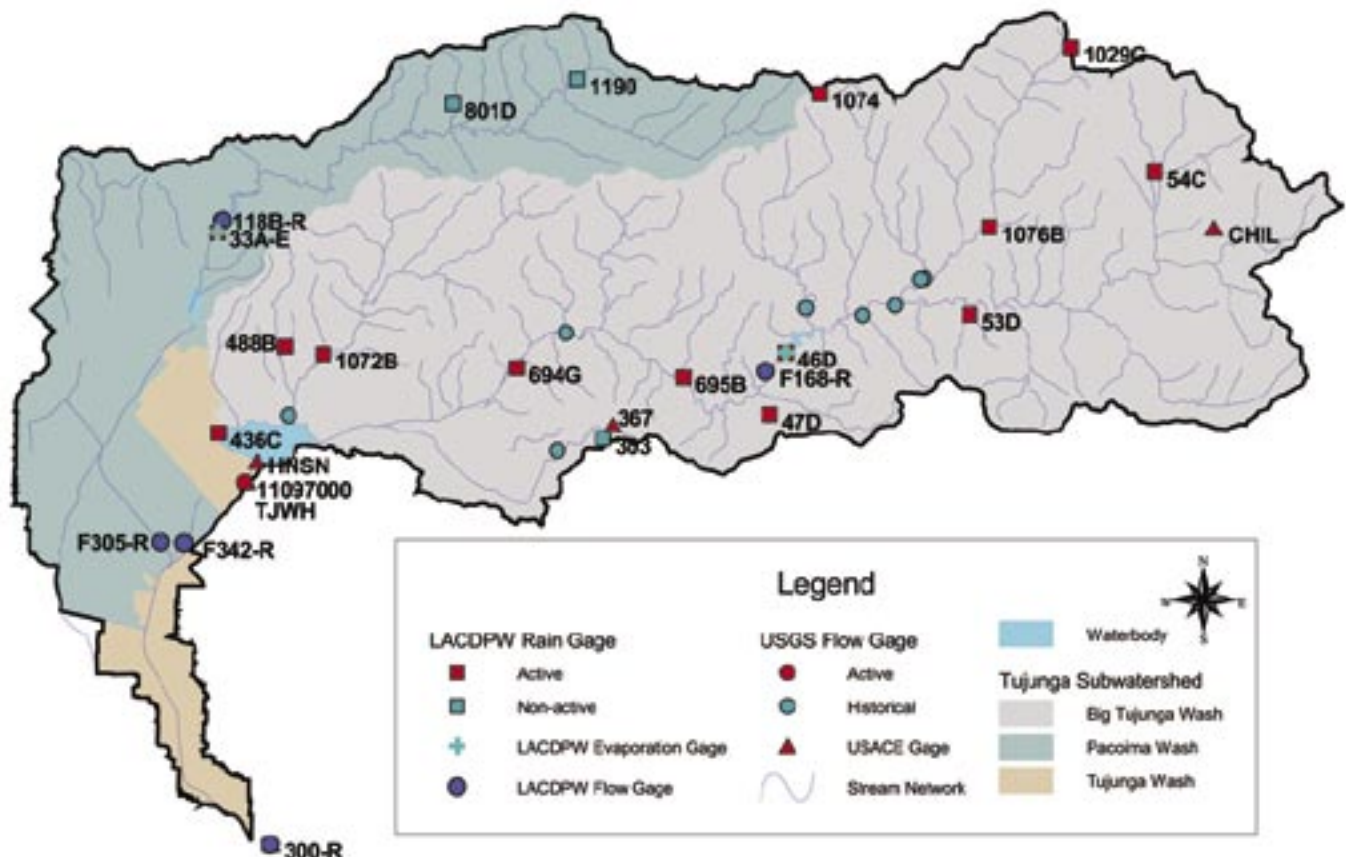 1029G
1190
1074
801D
54C
118B-R
33A-E
1076B
CHIL
53D
488B
1072B
46D
694G
695B
F168-R
367
47D
436C
383
HNSN
11097000
TJWH
F305-R
F342-R
300-R
Legend
N
W
E
S
LACDPW Rain Gage
Active
Non-active
LACDPW Evaporation Gage
LACDPW Flow Gage
USGS Flow Gage
Active
Historical
USACE Gage
Stream Network
Waterbody
Tujunga Subwatershed
Big Tujunga Wash
Pacoima Wash
Tujunga Wash